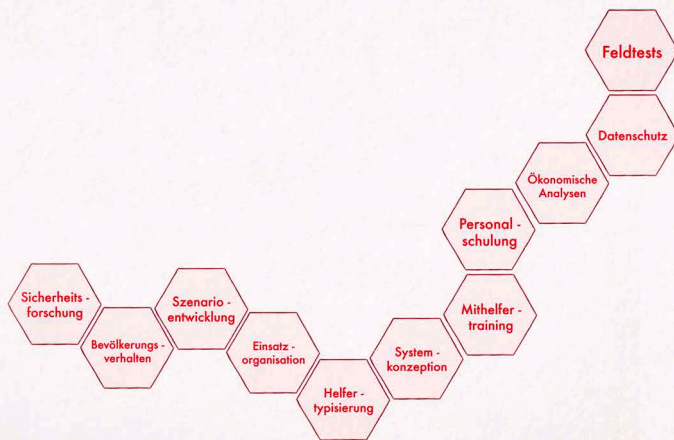 Feldtests
Datenschutz
Ökonomische
Analysen
Personal -
schulung
Sicherheits -
forschung
Szenario -
entwicklung
Mithelfer -
training
Bevölkerungs -
verhalten
Einsatz -
organisation
System -
konzeption
Helfer -
typisierung